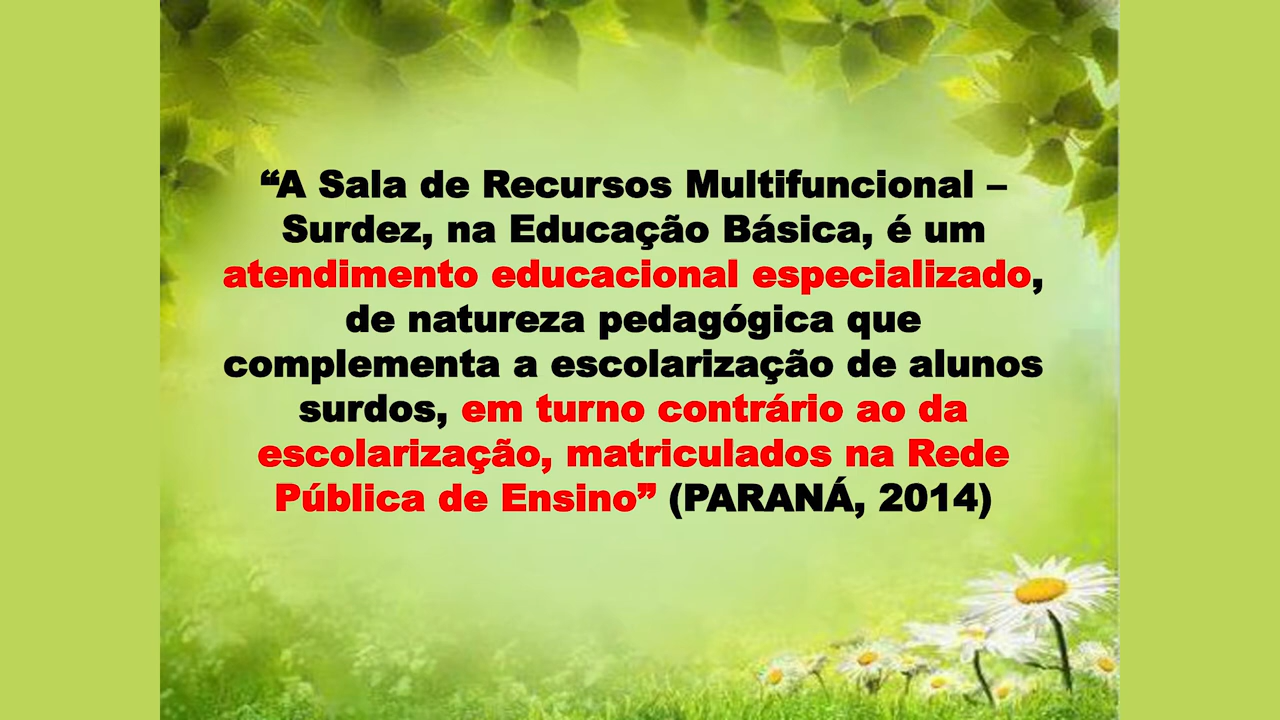 “A Sala de Recursos Multifuncional –
Surdez, na Educação Básica, é um
atendimento educacional especializado,
de natureza pedagógica que
complementa a escolarização de alunos
surdos, em turno contrário ao da
escolarização, matriculados na Rede
Pública de Ensino” (PARANÁ, 2014)